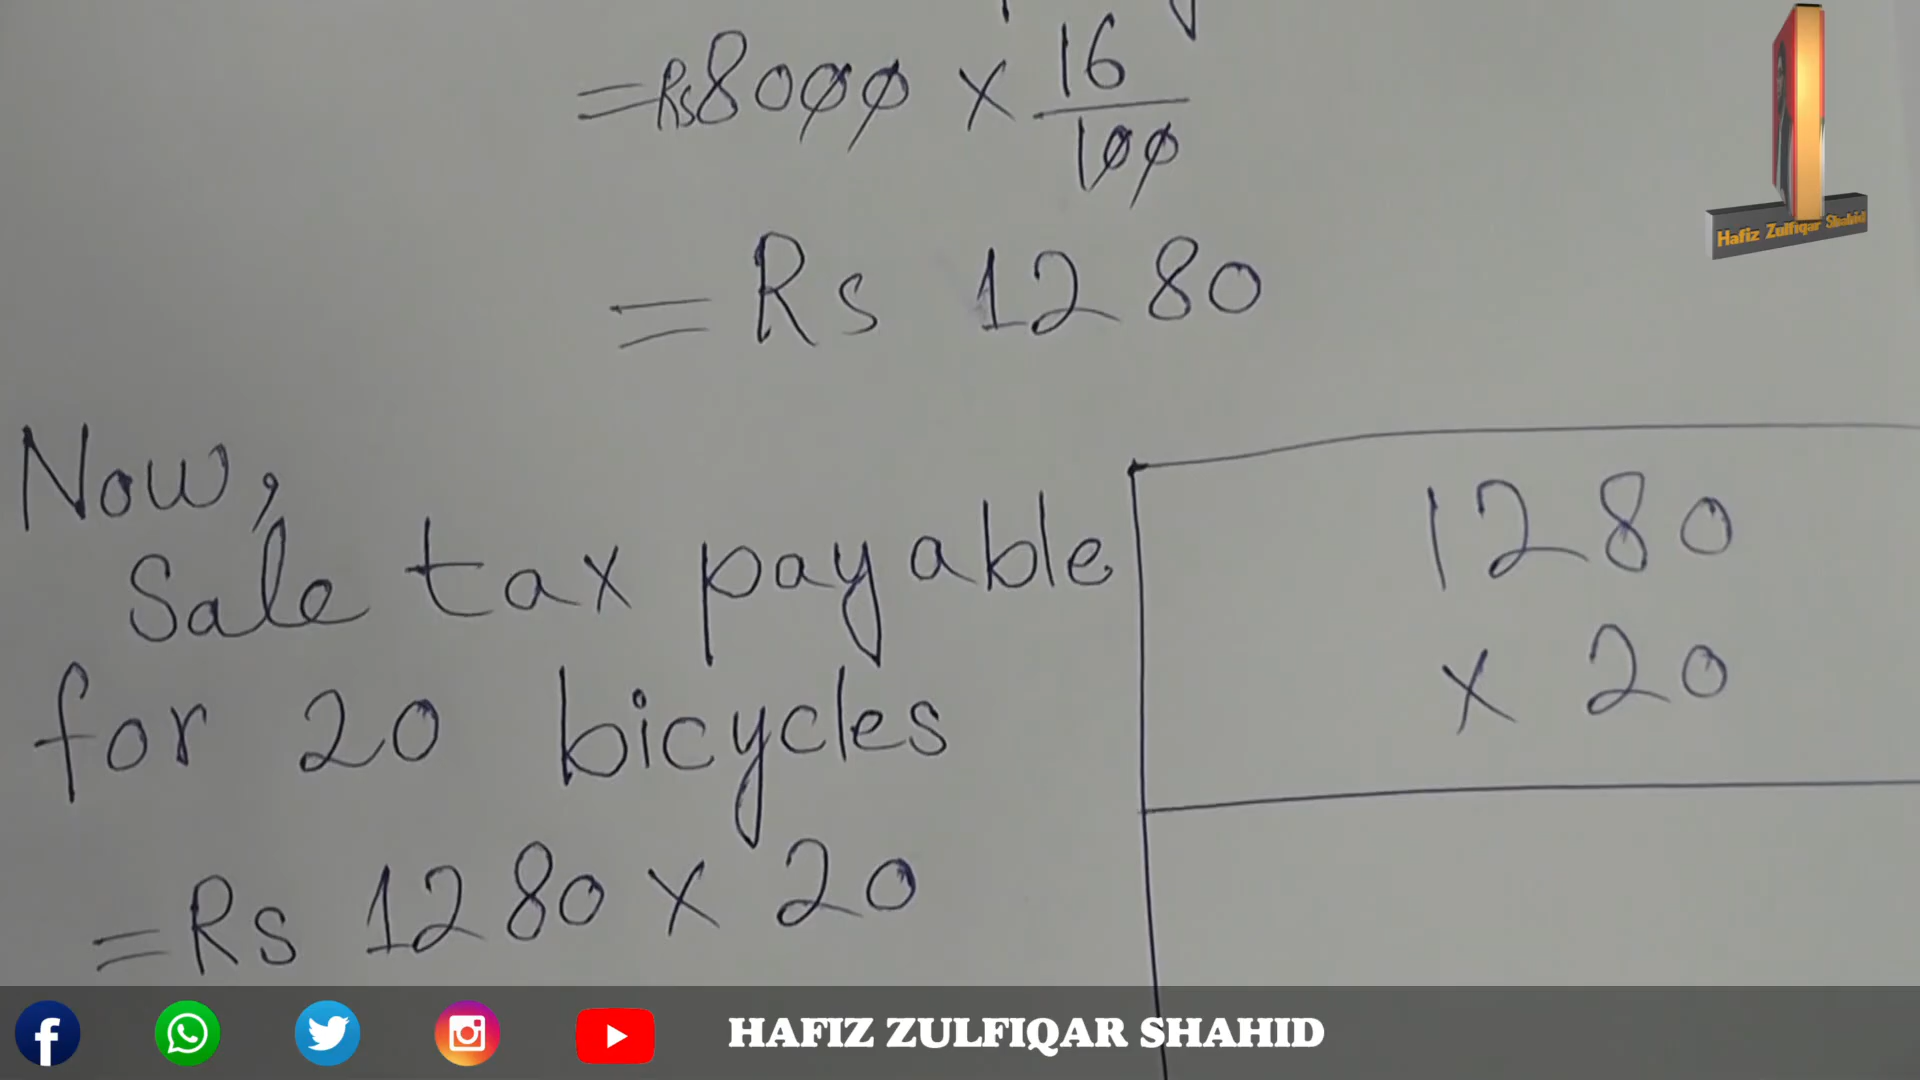 =Rs8000 × 16/100
= Rs 1280
Hafiz Zulfiqar Shahid
Now,
Sale tax payable
for 20 bicycles
= Rs 1280 × 20
1280
× 20
HAFIZ ZULFIQAR SHAHID